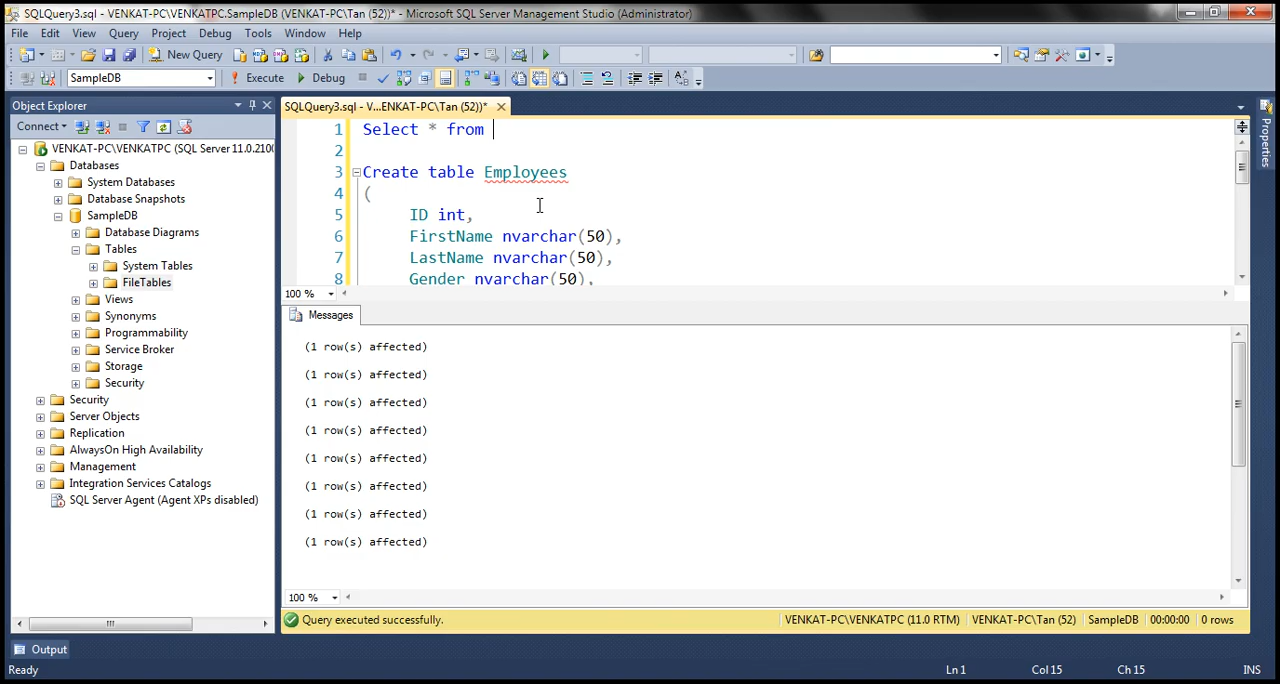 SQLQuery3.sql - VENKAT-PC\VENKATPC.SampleDB (VENKAT-PC\Tan (52))* - Microsoft SQL Server Management Studio (Administrator)
File Edit View Query Project Debug Tools Window Help
New Query
SampleDB Execute Debug
Object Explorer
Connect
VENKAT-PC\VENKATPC (SQL Server 11.0.2100
Databases
System Databases
Database Snapshots
SampleDB
Database Diagrams
Tables
System Tables
FileTables
Views
Synonyms
Programmability
Service Broker
Storage
Security
Security
Server Objects
Replication
AlwaysOn High Availability
Management
Integration Services Catalogs
SQL Server Agent (Agent XPs disabled)
SQLQuery3.sql - V...ENKAT-PC\Tan (52))*
1 Select * from
2
3 Create table Employees
4 (
5 ID int,
6 FirstName nvarchar(50),
7 LastName nvarchar(50),
8 Gender nvarchar(50),
100 %
Messages
(1 row(s) affected)
(1 row(s) affected)
(1 row(s) affected)
(1 row(s) affected)
(1 row(s) affected)
(1 row(s) affected)
(1 row(s) affected)
(1 row(s) affected)
100 %
Query executed successfully. VENKAT-PC\VENKATPC (11.0 RTM) VENKAT-PC\Tan (52) SampleDB 00:00:00 0 rows
Properties
Output
Ready Ln 1 Col 15 Ch 15 INS